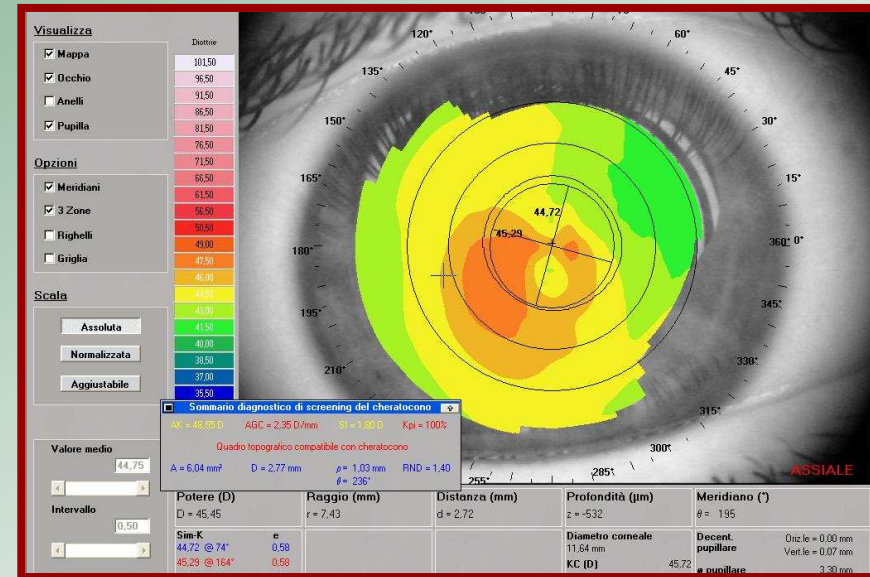 Visualizza
Mappa
Occhio
Anelli
Pupilla
Opzioni
Meridiani
3 Zone
Righelli
Griglia
Scala
Assoluta
Normalizzata
Aggiustabile
Valore medio
44,75
Intervallo
0,50
Diottrie
101,50
96,50
91,50
86,50
81,50
76,50
71,50
66,50
61,50
56,50
50,50
49,00
47,50
46,00
44,50
43,00
41,50
40,00
38,50
37,00
35,50
120°
60°
135°
45°
150°
30°
165°
15°
44,72
45,29
180°
360° 0°
195°
345°
210°
330°
315°
300°
255°
285°
ASSIALE
Sommario diagnostico di screening del cheratocono
AK = 48,55 D AGC = 2,35 D/mm SI = 1,80 D Kpi = 100%
Quadro topografico compatibile con cheratocono
A = 6,04 mm² D = 2,77 mm ρ = 1,03 mm RND = 1,40
θ = 236°
Potere (D) Raggio (mm) Distanza (mm) Profondità (µm) Meridiano (°)
D = 45,45 r = 7,43 d = 2,72 z = -532 θ = 195
Sim-K e
44,72 @ 74° 0,58
45,29 @ 164° 0,58
Diametro corneale
11,64 mm
KC (D) 45,72
Decent. pupillare
Oriz.le = 0,00 mm
Vert.le = 0,07 mm
ø pupillare 3,30 mm